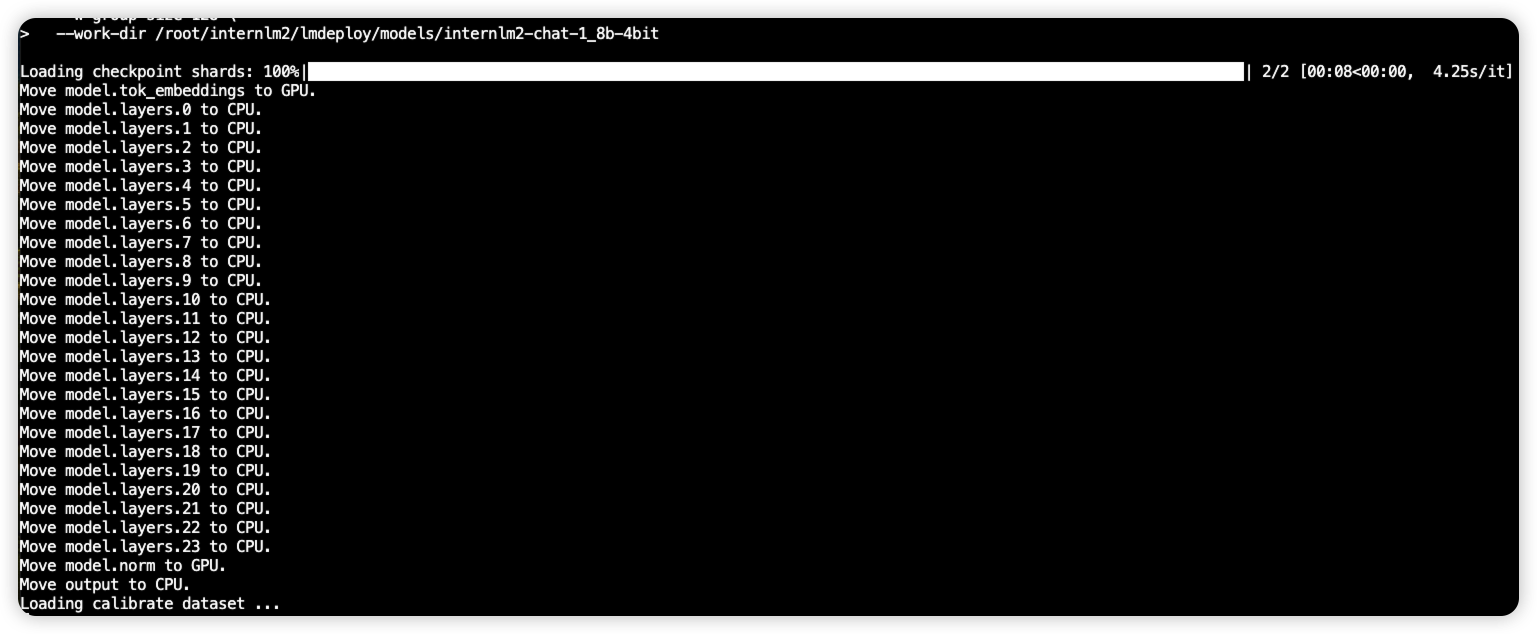 >   --work-dir /root/internlm2/lmdeploy/models/internlm2-chat-1_8b-4bit
Loading checkpoint shards: 100%|| 2/2 [00:08<00:00,  4.25s/it]
Move model.tok_embeddings to GPU.
Move model.layers.0 to CPU.
Move model.layers.1 to CPU.
Move model.layers.2 to CPU.
Move model.layers.3 to CPU.
Move model.layers.4 to CPU.
Move model.layers.5 to CPU.
Move model.layers.6 to CPU.
Move model.layers.7 to CPU.
Move model.layers.8 to CPU.
Move model.layers.9 to CPU.
Move model.layers.10 to CPU.
Move model.layers.11 to CPU.
Move model.layers.12 to CPU.
Move model.layers.13 to CPU.
Move model.layers.14 to CPU.
Move model.layers.15 to CPU.
Move model.layers.16 to CPU.
Move model.layers.17 to CPU.
Move model.layers.18 to CPU.
Move model.layers.19 to CPU.
Move model.layers.20 to CPU.
Move model.layers.21 to CPU.
Move model.layers.22 to CPU.
Move model.layers.23 to CPU.
Move model.norm to GPU.
Move output to CPU.
Loading calibrate dataset ...